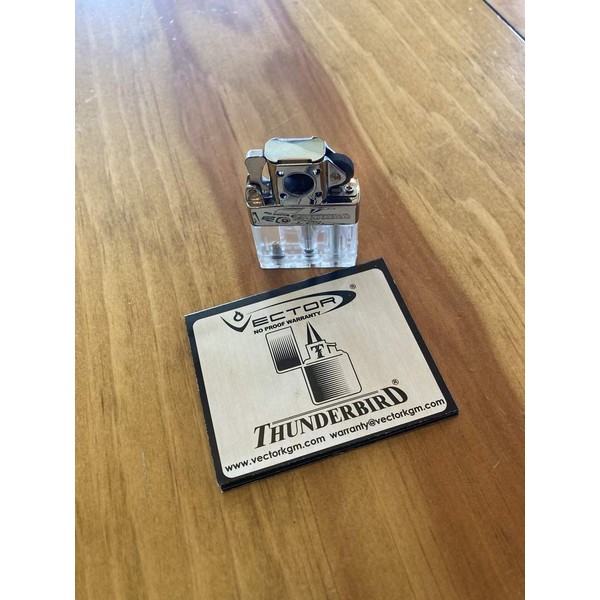 VECTOR®
NO PROOF WARRANTY
T
THUNDERBIRD®
www.vectorkgm.com warranty@vectorkgm.com